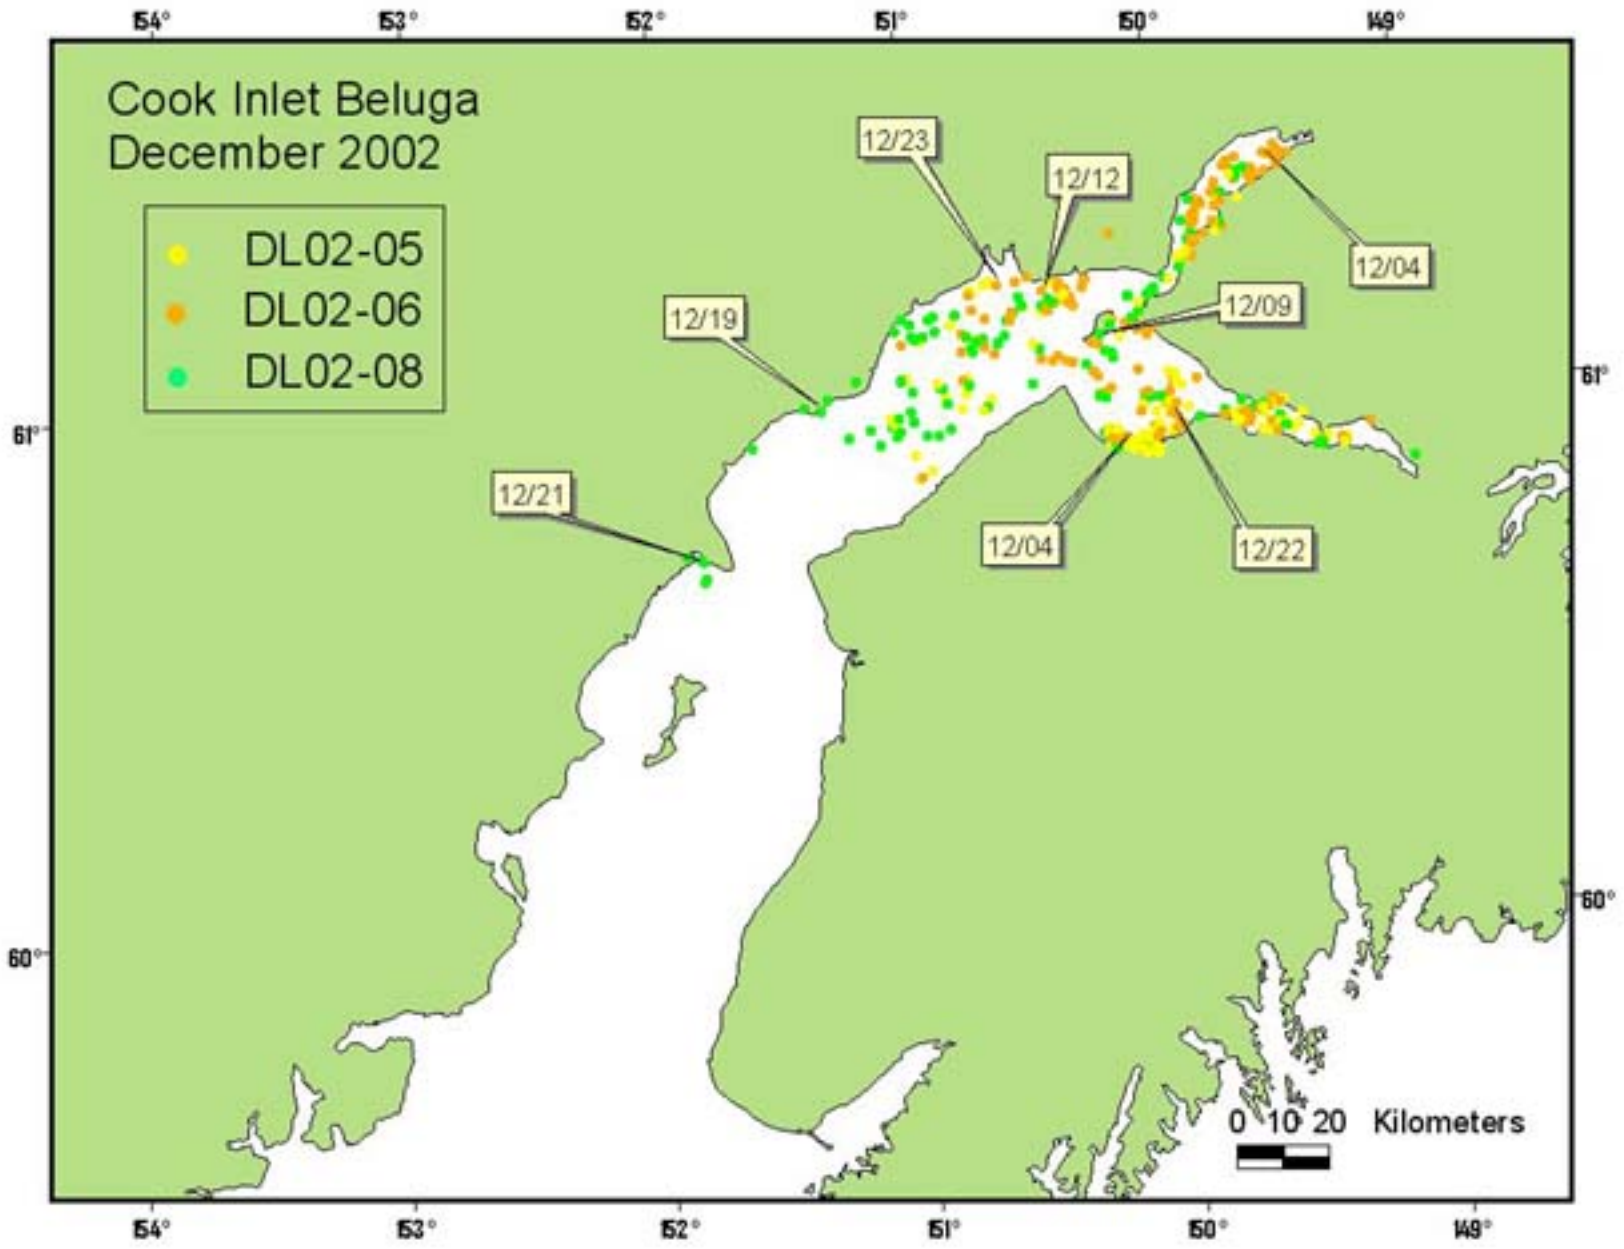 154° 153° 152° 151° 150° 149°
Cook Inlet Beluga
December 2002
DL02-05
DL02-06
DL02-08
12/23
12/12
12/04
12/09
12/19
61°
61°
12/21
12/04
12/22
60°
60°
0 10 20 Kilometers
154° 153° 152° 151° 150° 149°